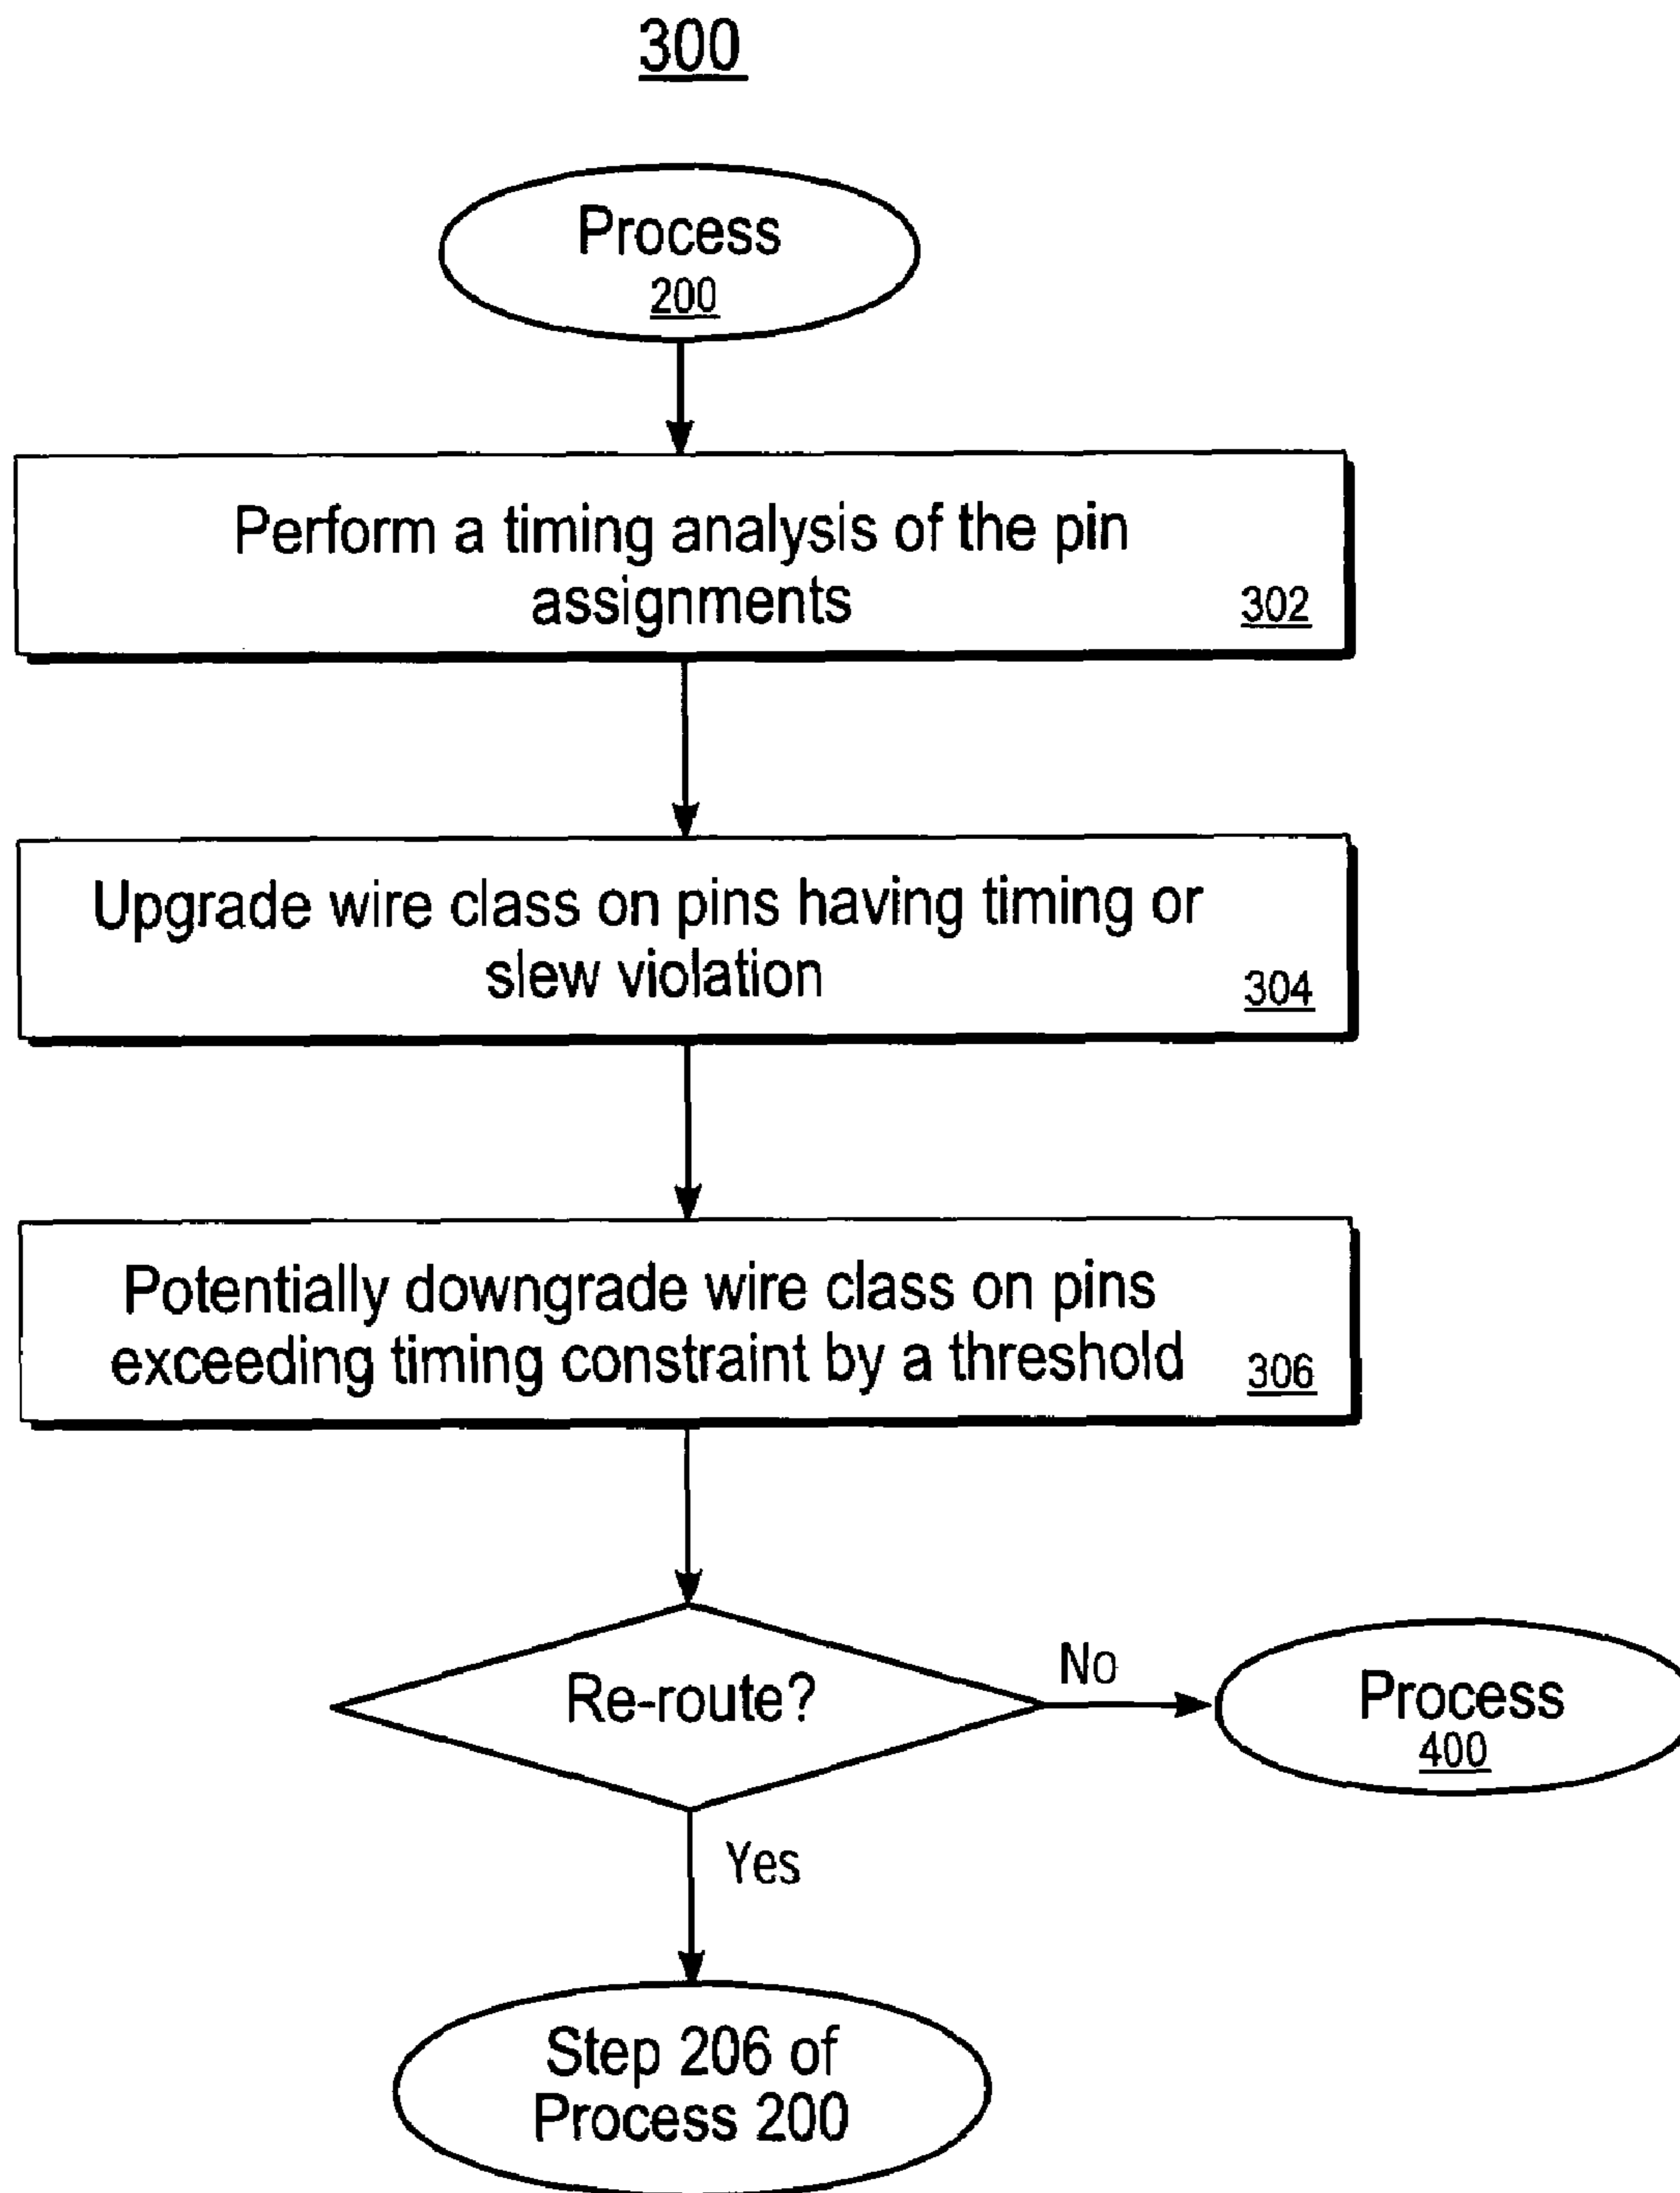 300
Process
200
Perform a timing analysis of the pin
assignments
302
Upgrade wire class on pins having timing or
slew violation
304
Potentially downgrade wire class on pins
exceeding timing constraint by a threshold
306
Re-route?
No
Process
400
Yes
Step 206 of
Process 200